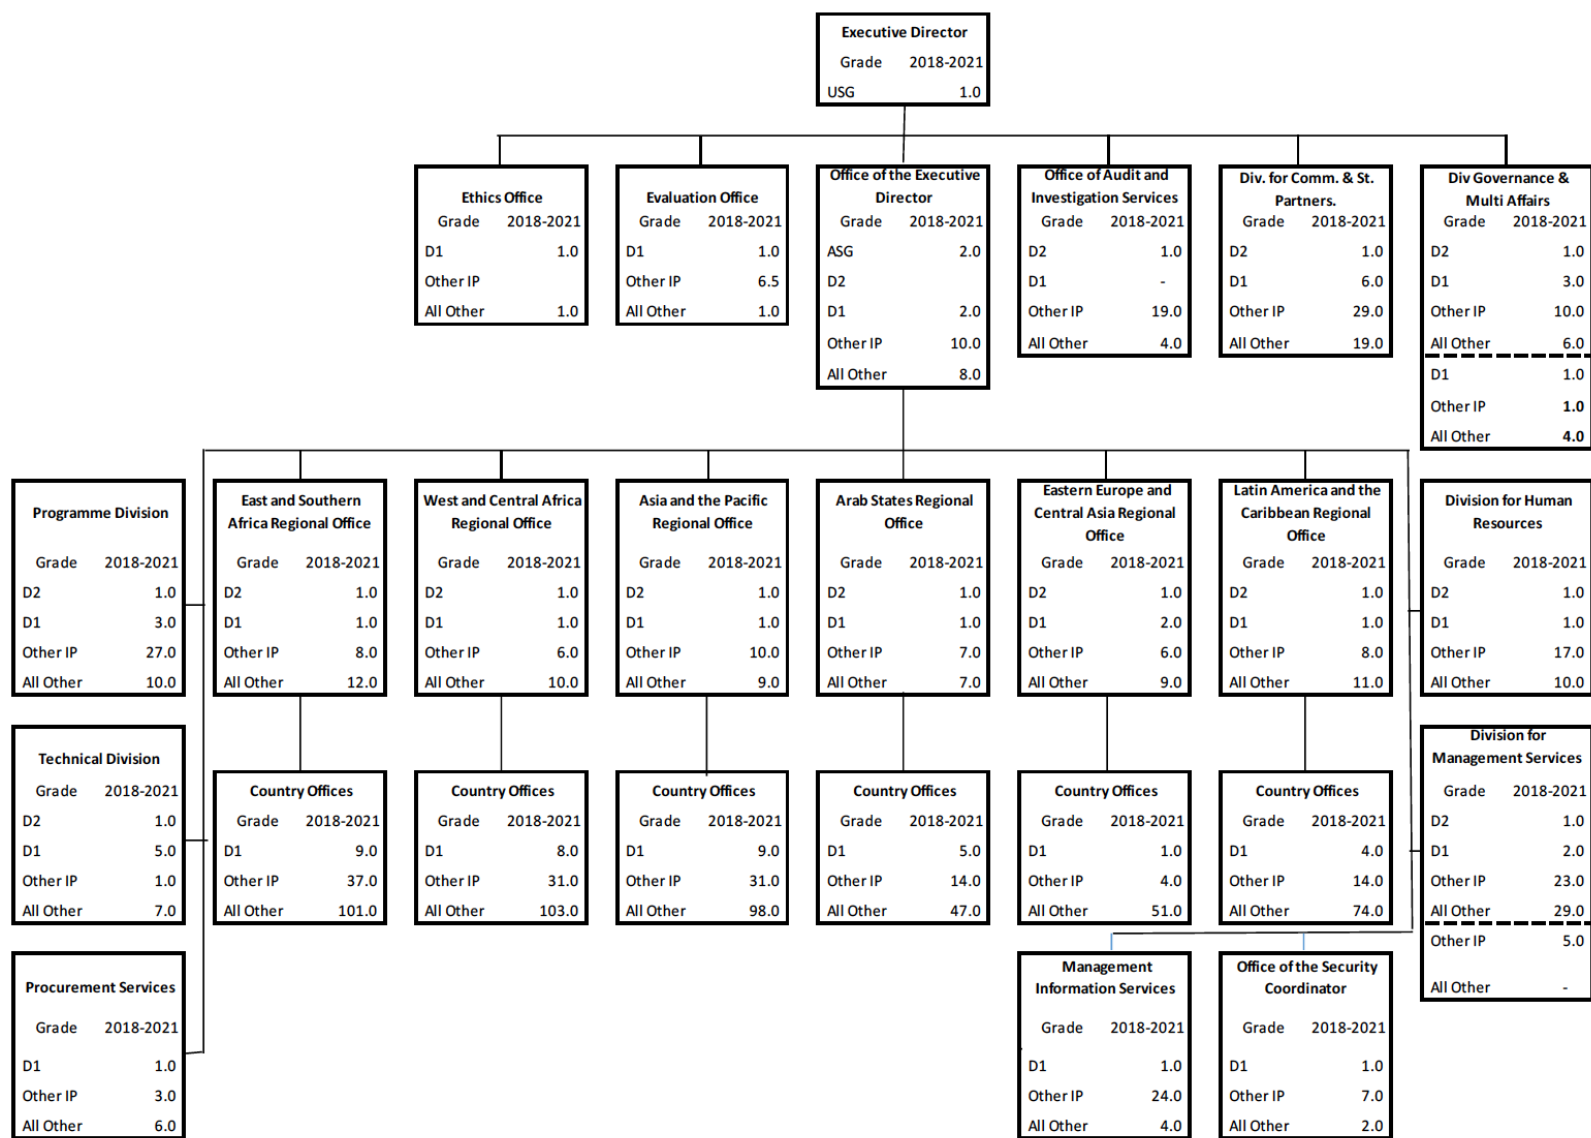 Executive Director
Grade 2018-2021
USG 1.0
Ethics Office
Grade 2018-2021
D1 1.0
Other IP
All Other 1.0
Evaluation Office
Grade 2018-2021
D1 1.0
Other IP 6.5
All Other 1.0
Office of the Executive
Director
Grade 2018-2021
ASG 2.0
D2
D1 2.0
Other IP 10.0
All Other 8.0
Office of Audit and
Investigation Services
Grade 2018-2021
D2 1.0
D1 -
Other IP 19.0
All Other 4.0
Div. for Comm. & St.
Partners.
Grade 2018-2021
D2 1.0
D1 6.0
Other IP 29.0
All Other 19.0
Div Governance &
Multi Affairs
Grade 2018-2021
D2 1.0
D1 3.0
Other IP 10.0
All Other 6.0
D1 1.0
Other IP 1.0
All Other 4.0
Programme Division
Grade 2018-2021
D2 1.0
D1 3.0
Other IP 27.0
All Other 10.0
East and Southern
Africa Regional Office
Grade 2018-2021
D2 1.0
D1 1.0
Other IP 8.0
All Other 12.0
West and Central Africa
Regional Office
Grade 2018-2021
D2 1.0
D1 1.0
Other IP 6.0
All Other 10.0
Asia and the Pacific
Regional Office
Grade 2018-2021
D2 1.0
D1 1.0
Other IP 10.0
All Other 9.0
Arab States Regional
Office
Grade 2018-2021
D2 1.0
D1 1.0
Other IP 7.0
All Other 7.0
Eastern Europe and
Central Asia Regional
Office
Grade 2018-2021
D2 1.0
D1 2.0
Other IP 6.0
All Other 9.0
Latin America and the
Caribbean Regional
Office
Grade 2018-2021
D2 1.0
D1 1.0
Other IP 8.0
All Other 11.0
Division for Human
Resources
Grade 2018-2021
D2 1.0
D1 1.0
Other IP 17.0
All Other 10.0
Technical Division
Grade 2018-2021
D2 1.0
D1 5.0
Other IP 1.0
All Other 7.0
Country Offices
Grade 2018-2021
D1 9.0
Other IP 37.0
All Other 101.0
Country Offices
Grade 2018-2021
D1 8.0
Other IP 31.0
All Other 103.0
Country Offices
Grade 2018-2021
D1 9.0
Other IP 31.0
All Other 98.0
Country Offices
Grade 2018-2021
D1 5.0
Other IP 14.0
All Other 47.0
Country Offices
Grade 2018-2021
D1 1.0
Other IP 4.0
All Other 51.0
Country Offices
Grade 2018-2021
D1 4.0
Other IP 14.0
All Other 74.0
Division for
Management Services
Grade 2018-2021
D2 1.0
D1 2.0
Other IP 23.0
All Other 29.0
Other IP 5.0
All Other -
Procurement Services
Grade 2018-2021
D1 1.0
Other IP 3.0
All Other 6.0
Management
Information Services
Grade 2018-2021
D1 1.0
Other IP 24.0
All Other 4.0
Office of the Security
Coordinator
Grade 2018-2021
D1 1.0
Other IP 7.0
All Other 2.0